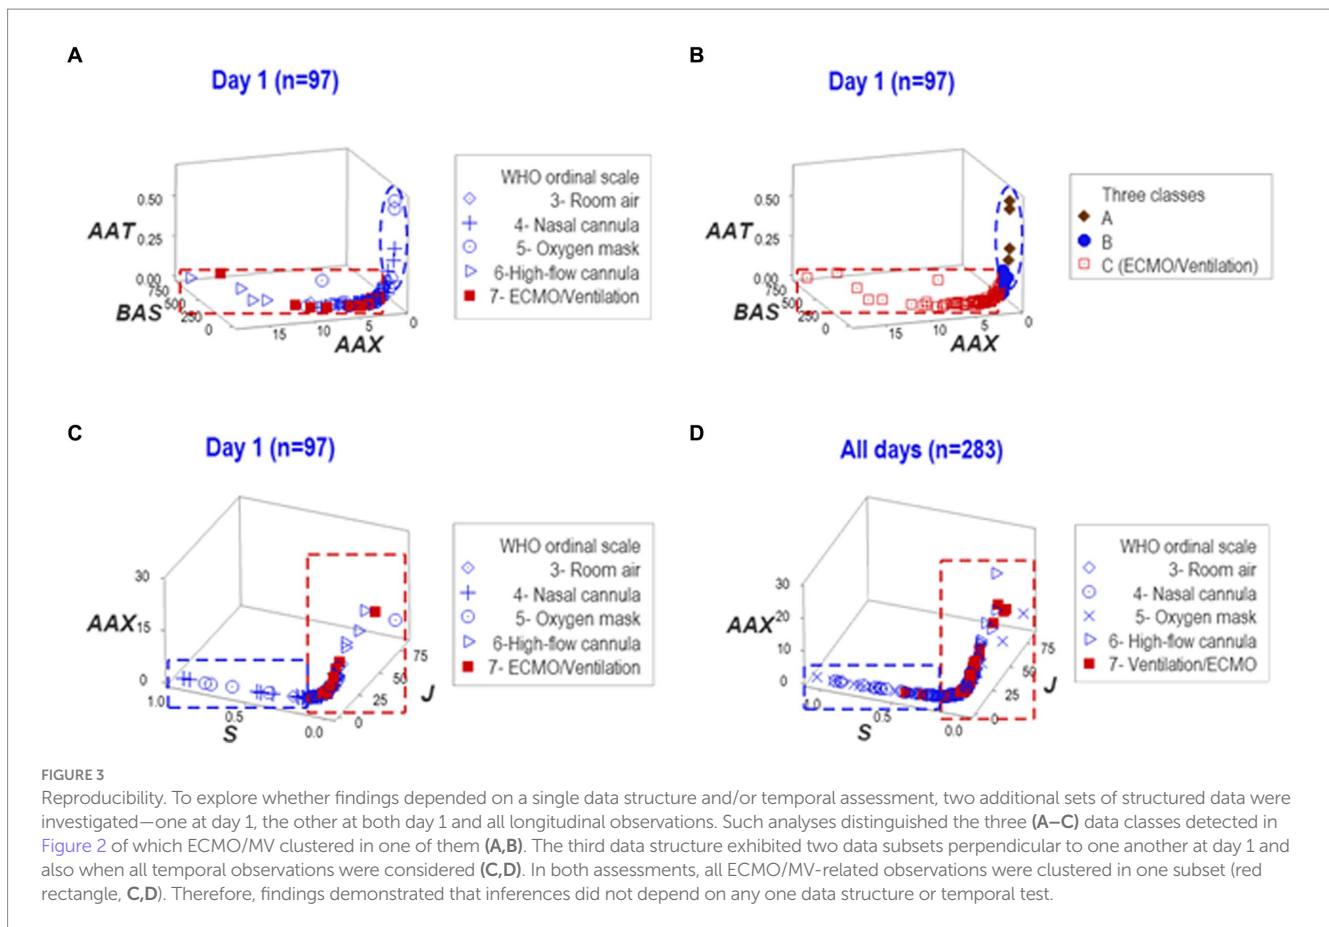 A
Day 1 (n=97)
0.50
AAT
0.25
0.00
750
500
BAS
250
0
15
10
5
0
AAX
WHO ordinal scale
3- Room air
4- Nasal cannula
5- Oxygen mask
6-High-flow cannula
7- ECMO/Ventilation
B
Day 1 (n=97)
0.50
AAT
0.25
0.00
750
500
BAS
250
0
15
10
5
0
AAX
Three classes
A
B
C (ECMO/Ventilation)
C
Day 1 (n=97)
30
AAX
15
0
1.0
0.5
0.0
S
75
50
25
0
J
WHO ordinal scale
3- Room air
4- Nasal cannula
5- Oxygen mask
6-High-flow cannula
7- ECMO/Ventilation
D
All days (n=283)
30
20
AAX
10
0
1.0
0.5
0.0
S
75
50
25
0
J
WHO ordinal scale
3- Room air
4- Nasal cannula
5- Oxygen mask
6- High-flow cannula
7- Ventilation/ECMO
FIGURE 3
Reproducibility. To explore whether findings depended on a single data structure and/or temporal assessment, two additional sets of structured data were
investigated—one at day 1, the other at both day 1 and all longitudinal observations. Such analyses distinguished the three (A–C) data classes detected in
Figure 2 of which ECMO/MV clustered in one of them (A,B). The third data structure exhibited two data subsets perpendicular to one another at day 1 and
also when all temporal observations were considered (C,D). In both assessments, all ECMO/MV-related observations were clustered in one subset (red
rectangle, C,D). Therefore, findings demonstrated that inferences did not depend on any one data structure or temporal test.